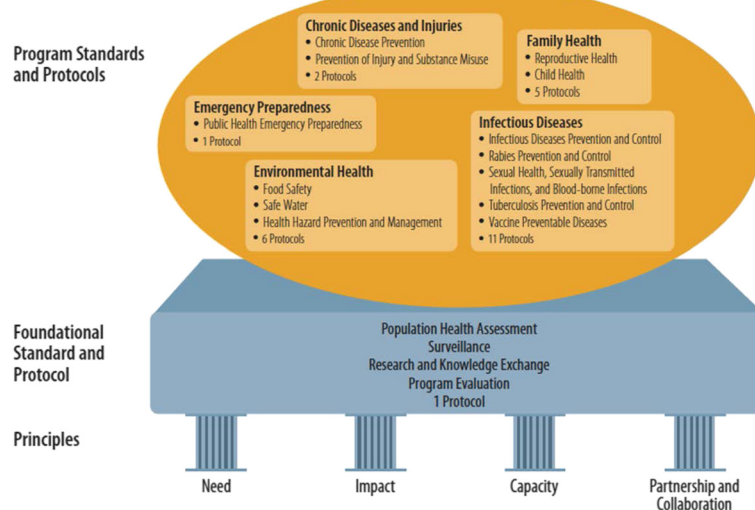 Program Standards
and Protocols
Chronic Diseases and Injuries
• Chronic Disease Prevention
• Prevention of Injury and Substance Misuse
• 2 Protocols
Family Health
• Reproductive Health
• Child Health
• 5 Protocols
Emergency Preparedness
• Public Health Emergency Preparedness
• 1 Protocol
Infectious Diseases
• Infectious Diseases Prevention and Control
• Rabies Prevention and Control
• Sexual Health, Sexually Transmitted
Infections, and Blood-borne Infections
• Tuberculosis Prevention and Control
• Vaccine Preventable Diseases
• 11 Protocols
Environmental Health
• Food Safety
• Safe Water
• Health Hazard Prevention and Management
• 6 Protocols
Foundational
Standard and
Protocol
Population Health Assessment
Surveillance
Research and Knowledge Exchange
Program Evaluation
1 Protocol
Principles
Need
Impact
Capacity
Partnership and
Collaboration